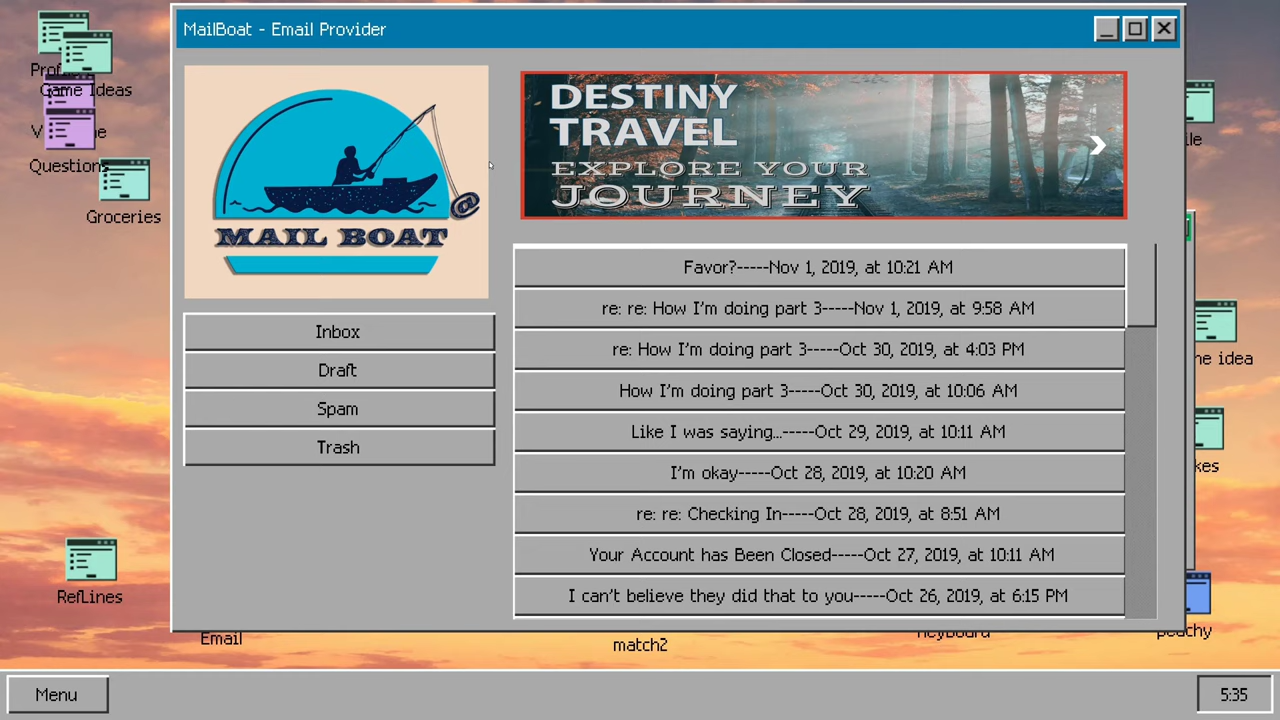 MailBoat - Email Provider
Game Ideas
Questions
Groceries
RefLines
MAIL BOAT
@
DESTINY
TRAVEL
EXPLORE YOUR
JOURNEY
Inbox
Draft
Spam
Trash
Favor?-----Nov 1, 2019, at 10:21 AM
re: re: How I'm doing part 3-----Nov 1, 2019, at 9:58 AM
re: How I'm doing part 3-----Oct 30, 2019, at 4:03 PM
How I'm doing part 3-----Oct 30, 2019, at 10:06 AM
Like I was saying...-----Oct 29, 2019, at 10:11 AM
I'm okay-----Oct 28, 2019, at 10:20 AM
re: re: Checking In-----Oct 28, 2019, at 8:51 AM
Your Account has Been Closed-----Oct 27, 2019, at 10:11 AM
I can't believe they did that to you-----Oct 26, 2019, at 6:15 PM
idea
Email
match2
keyboard
peachy
Menu
5:35